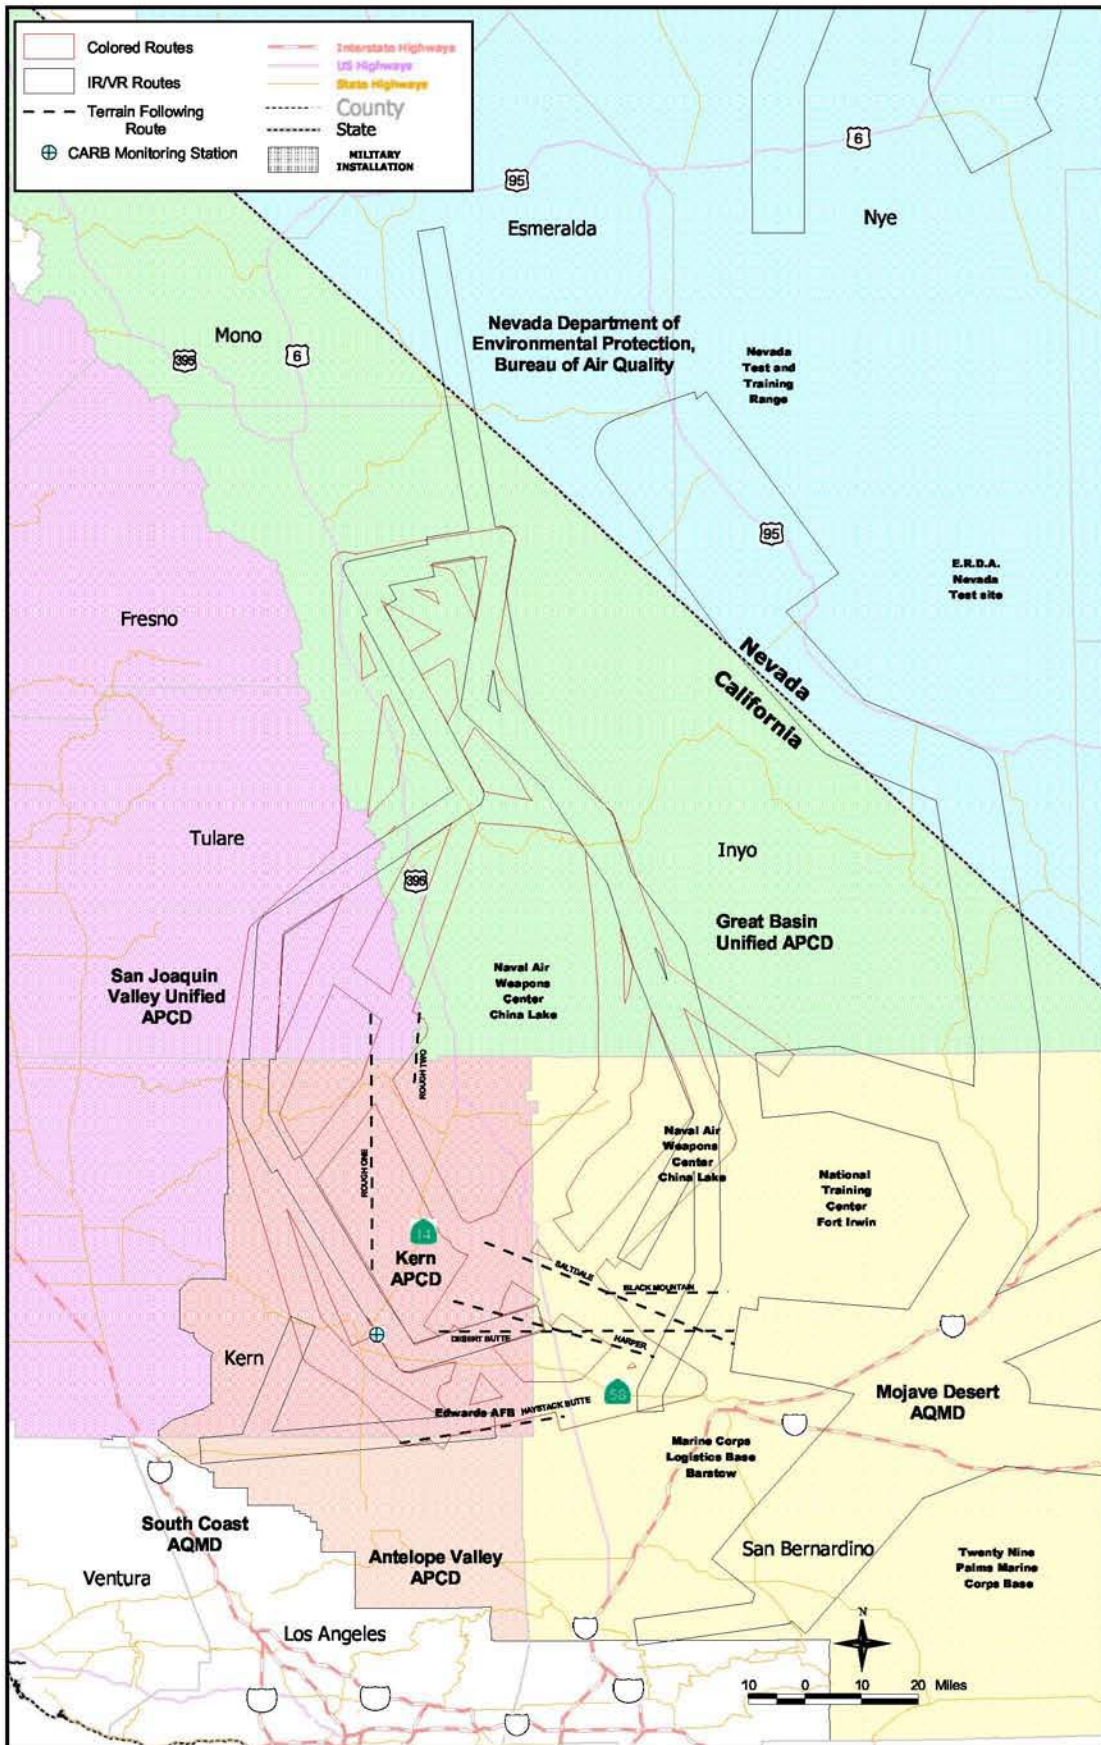 Colored Routes
IR/VR Routes
Terrain Following
Route
CARB Monitoring Station
Interstate Highways
US Highways
State Highways
County
State
MILITARY
INSTALLATION
6
95
Esmeralda
Nye
Mono
395
6
Nevada Department of
Environmental Protection,
Bureau of Air Quality
Nevada
Test and
Training
Range
95
E.R.D.A.
Nevada
Test site
Fresno
Nevada
California
Tulare
Inyo
395
Great Basin
Unified APCD
San Joaquin
Valley Unified
APCD
Naval Air
Weapons
Center
China Lake
ROUGH TWO
ROUGH ONE
Naval Air
Weapons
Center
China Lake
National
Training
Center
Fort Irwin
14
Kern
APCD
SALTDALE
BLACK MOUNTAIN
DESERT BUTTE
HARPER
Kern
58
Edwards AFB
HAYSTACK BUTTE
Mojave Desert
AQMD
Marine Corps
Logistics Base
Barstow
South Coast
AQMD
Antelope Valley
APCD
San Bernardino
Twenty Nine
Palms Marine
Corps Base
Ventura
Los Angeles
N
10 0 10 20 Miles